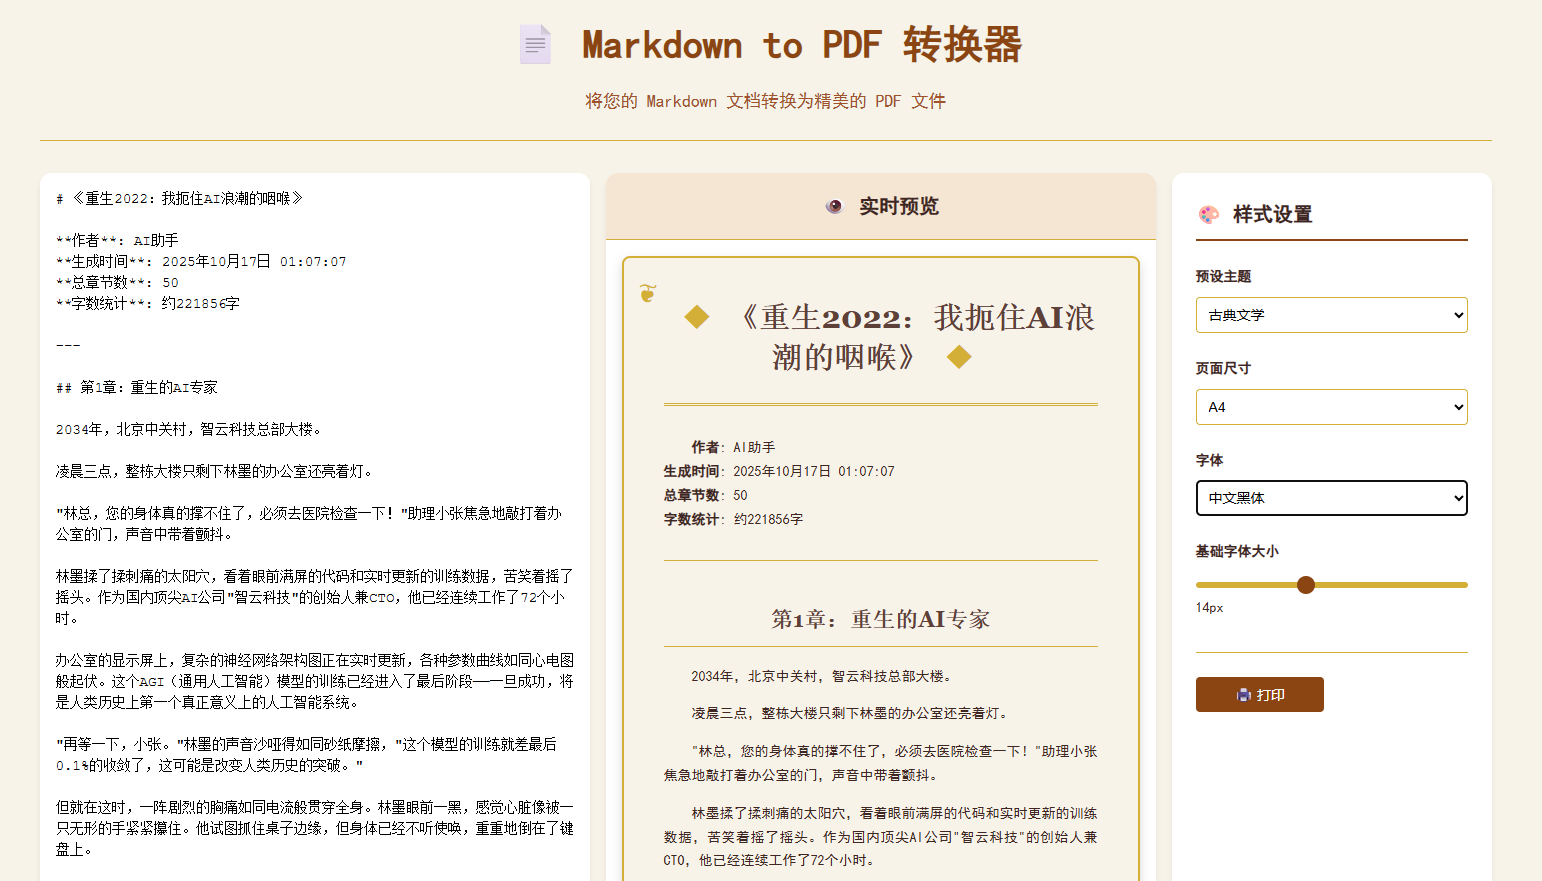 Markdown to PDF 转换器
将您的 Markdown 文档转换为精美的 PDF 文件
# 《重生2022：我扼住AI浪潮的咽喉》
**作者**: AI助手
**生成时间**: 2025年10月17日 01:07:07
**总章节数**: 50
**字数统计**: 约221856字
---
## 第1章：重生的AI专家
2034年，北京中关村，智云科技总部大楼。
凌晨三点，整栋大楼只剩下林墨的办公室还亮着灯。
"林总，您的身体真的撑不住了，必须去医院检查一下！"助理小张焦急地敲打着办
公室的门，声音中带着颤抖。
林墨揉了揉刺痛的太阳穴，看着眼前满屏的代码和实时更新的训练数据，苦笑着摇了
摇头。作为国内顶尖AI公司"智云科技"的创始人兼CTO，他已经连续工作了72个小
时。
办公室的显示屏上，复杂的神经网络架构图正在实时更新，各种参数曲线如同心电图
般起伏。这个AGI（通用人工智能）模型的训练已经进入了最后阶段——一旦成功，将
是人类历史上第一个真正意义上的人工智能系统。
"再等一下，小张。"林墨的声音沙哑得如同砂纸摩擦，"这个模型的训练就差最后
0.1%的收敛了，这可能是改变人类历史的突破。"
但就在这时，一阵剧烈的胸痛如同电流般贯穿全身。林墨眼前一黑，感觉心脏像被一
只无形的手紧紧攥住。他试图抓住桌子边缘，但身体已经不听使唤，重重地倒在了键
盘上。
实时预览
《重生2022：我扼住AI浪
潮的咽喉》
作者: AI助手
生成时间: 2025年10月17日 01:07:07
总章节数: 50
字数统计: 约221856字
第1章：重生的AI专家
2034年，北京中关村，智云科技总部大楼。
凌晨三点，整栋大楼只剩下林墨的办公室还亮着灯。
"林总，您的身体真的撑不住了，必须去医院检查一下！"助理小张
焦急地敲打着办公室的门，声音中带着颤抖。
林墨揉了揉刺痛的太阳穴，看着眼前满屏的代码和实时更新的训练
数据，苦笑着摇了摇头。作为国内顶尖AI公司"智云科技"的创始人兼
CTO，他已经连续工作了72个小时。
样式设置
预设主题
古典文学
页面尺寸
A4
字体
中文黑体
基础字体大小
14px
打印